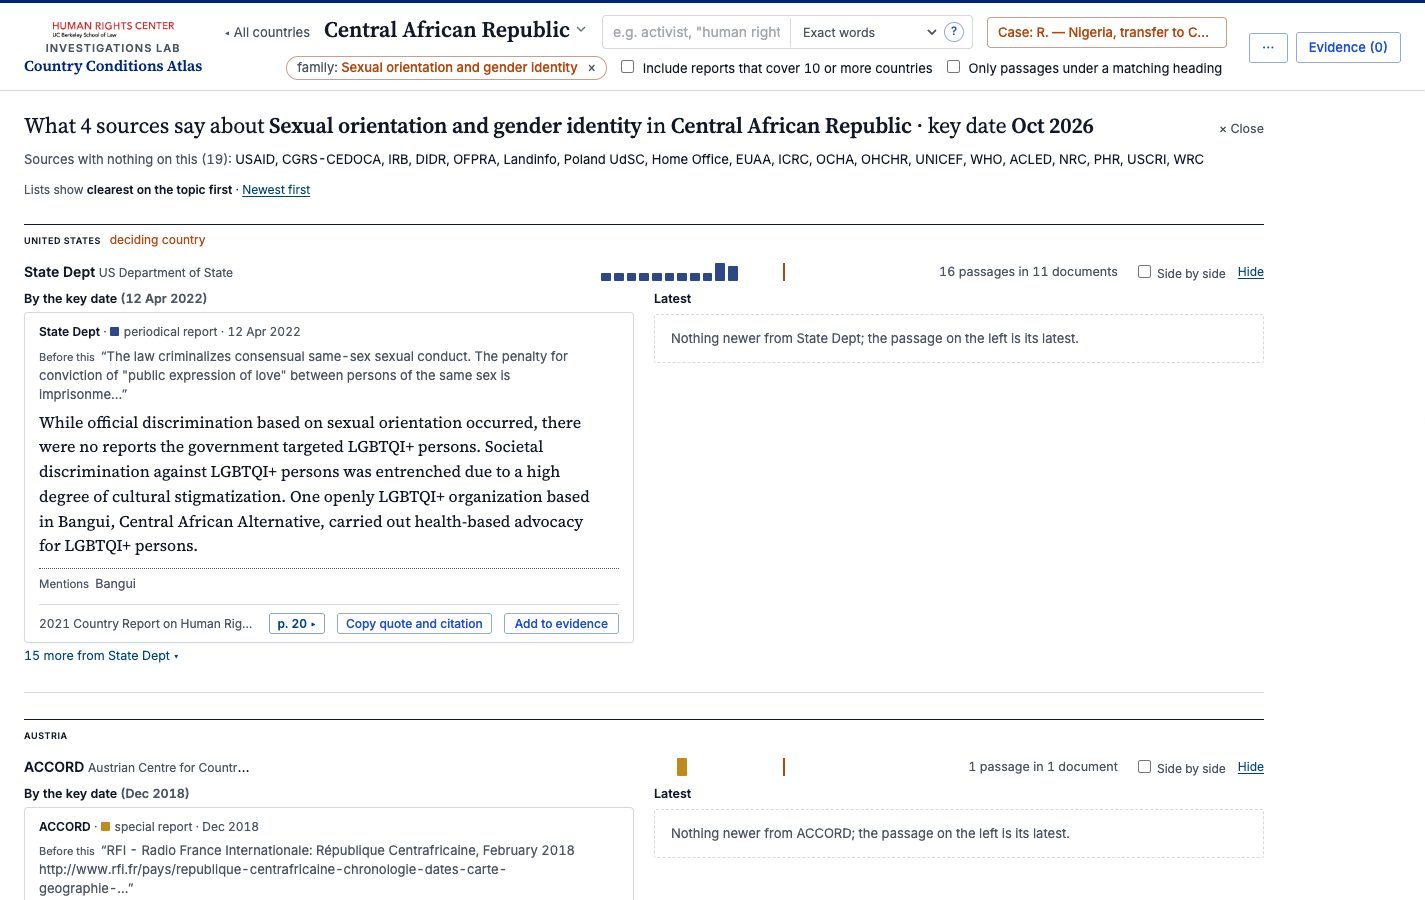 HUMAN RIGHTS CENTER
UC Berkeley School of Law
INVESTIGATIONS LAB
Country Conditions Atlas
◂ All countries
Central African Republic
e.g. activist, "human right
Exact words
?
Case: R. — Nigeria, transfer to C...
...
Evidence (0)
family: Sexual orientation and gender identity ×
Include reports that cover 10 or more countries
Only passages under a matching heading
What 4 sources say about Sexual orientation and gender identity in Central African Republic · key date Oct 2026
× Close
Sources with nothing on this (19): USAID, CGRS-CEDOCA, IRB, DIDR, OFPRA, Landinfo, Poland UdSC, Home Office, EUAA, ICRC, OCHA, OHCHR, UNICEF, WHO, ACLED, NRC, PHR, USCRI, WRC
Lists show clearest on the topic first · Newest first
UNITED STATES deciding country
State Dept US Department of State
16 passages in 11 documents
Side by side
Hide
By the key date (12 Apr 2022)
Latest
State Dept · periodical report · 12 Apr 2022
Before this “The law criminalizes consensual same-sex sexual conduct. The penalty for
conviction of "public expression of love" between persons of the same sex is
imprisonme...”
While official discrimination based on sexual orientation occurred, there
were no reports the government targeted LGBTQI+ persons. Societal
discrimination against LGBTQI+ persons was entrenched due to a high
degree of cultural stigmatization. One openly LGBTQI+ organization based
in Bangui, Central African Alternative, carried out health-based advocacy
for LGBTQI+ persons.
Mentions Bangui
2021 Country Report on Human Rig...
p. 20 ▸
Copy quote and citation
Add to evidence
Nothing newer from State Dept; the passage on the left is its latest.
15 more from State Dept ▾
AUSTRIA
ACCORD Austrian Centre for Countr...
1 passage in 1 document
Side by side
Hide
By the key date (Dec 2018)
Latest
ACCORD · special report · Dec 2018
Before this “RFI - Radio France Internationale: République Centrafricaine, February 2018
http://www.rfi.fr/pays/republique-centrafricaine-chronologie-dates-carte-
geographie-...”
Nothing newer from ACCORD; the passage on the left is its latest.